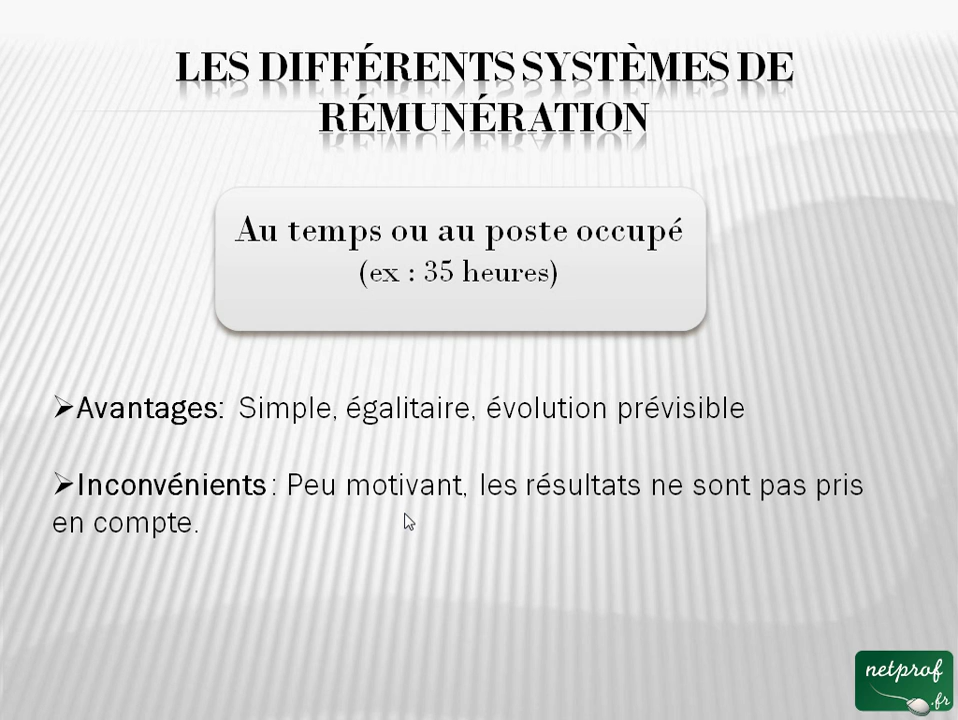 LES DIFFÉRENTS SYSTÈMES DE
RÉMUNÉRATION
Au temps ou au poste occupé
(ex : 35 heures)
➢Avantages: Simple, égalitaire, évolution prévisible
➢Inconvénients : Peu motivant, les résultats ne sont pas pris
en compte.
netprof
.fr